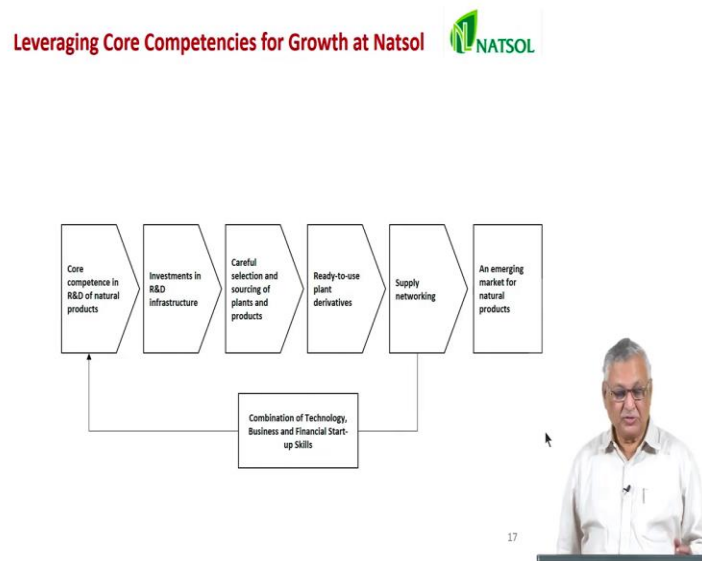 Leveraging Core Competencies for Growth at Natsol
NATSOL
Core
competence in
R&D of natural
products
Investments in
R&D
infrastructure
Careful
selection and
sourcing of
plants and
products
Ready-to-use
plant
derivatives
Supply
networking
An emerging
market for
natural
products
Combination of Technology,
Business and Financial Start-
up Skills
17